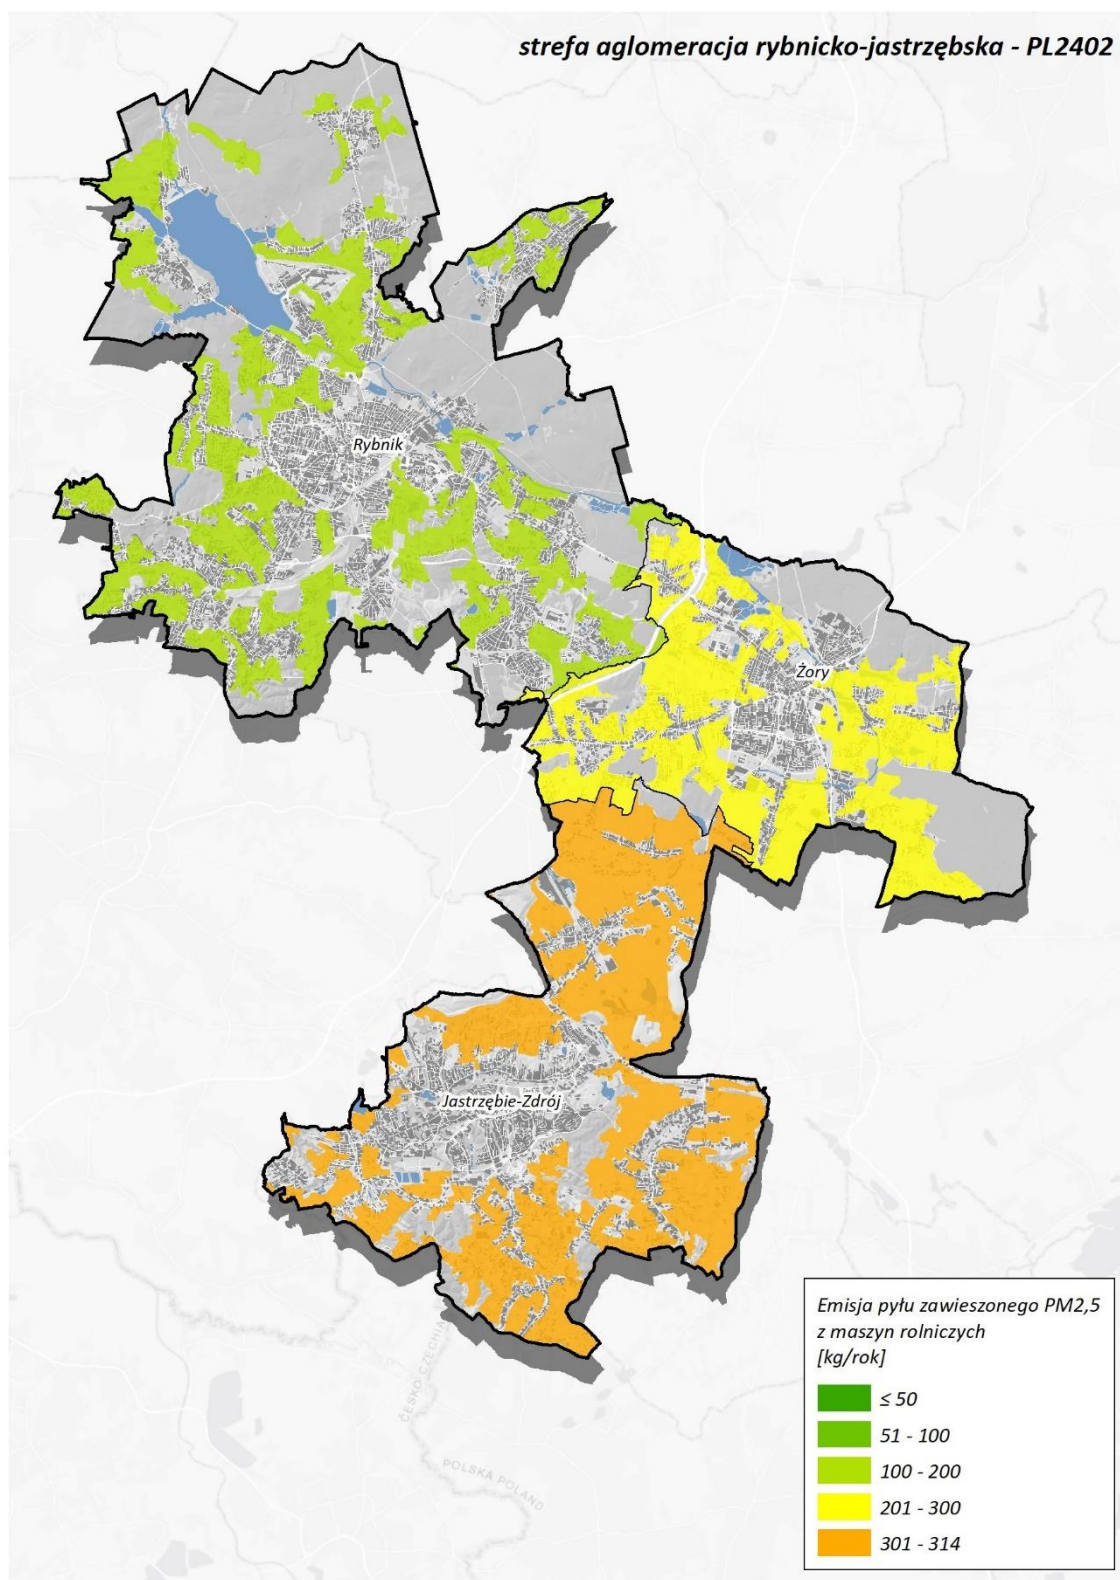 strefa aglomeracja rybnicko-jastrzębska - PL2402
Rybnik
Żory
Jastrzębie-Zdrój
ČESKO CZECHIA
POLSKA POLAND
Emisja pyłu zawieszonego PM2,5
z maszyn rolniczych
[kg/rok]
≤ 50
51 - 100
100 - 200
201 - 300
301 - 314